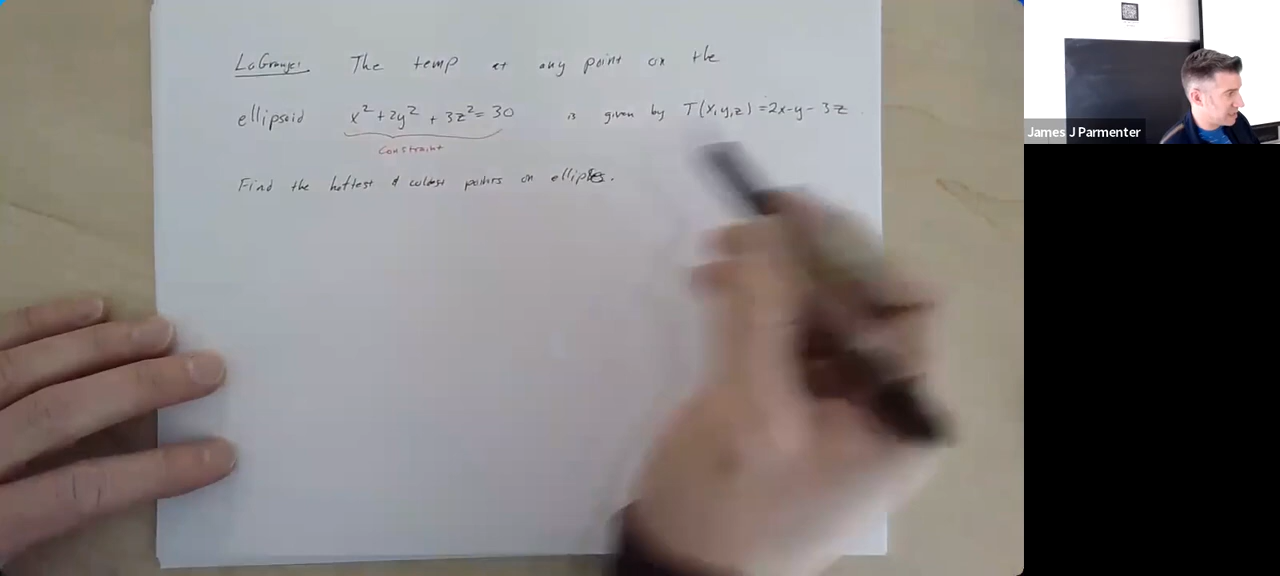 LaGrange: The temp at any point on the
ellipsoid x² + 2y² + 3z² = 30 is given by T(x,y,z) = 2x-y-3z.
Constraint
Find the hottest & coldest points on ellipse.
James J Parmenter